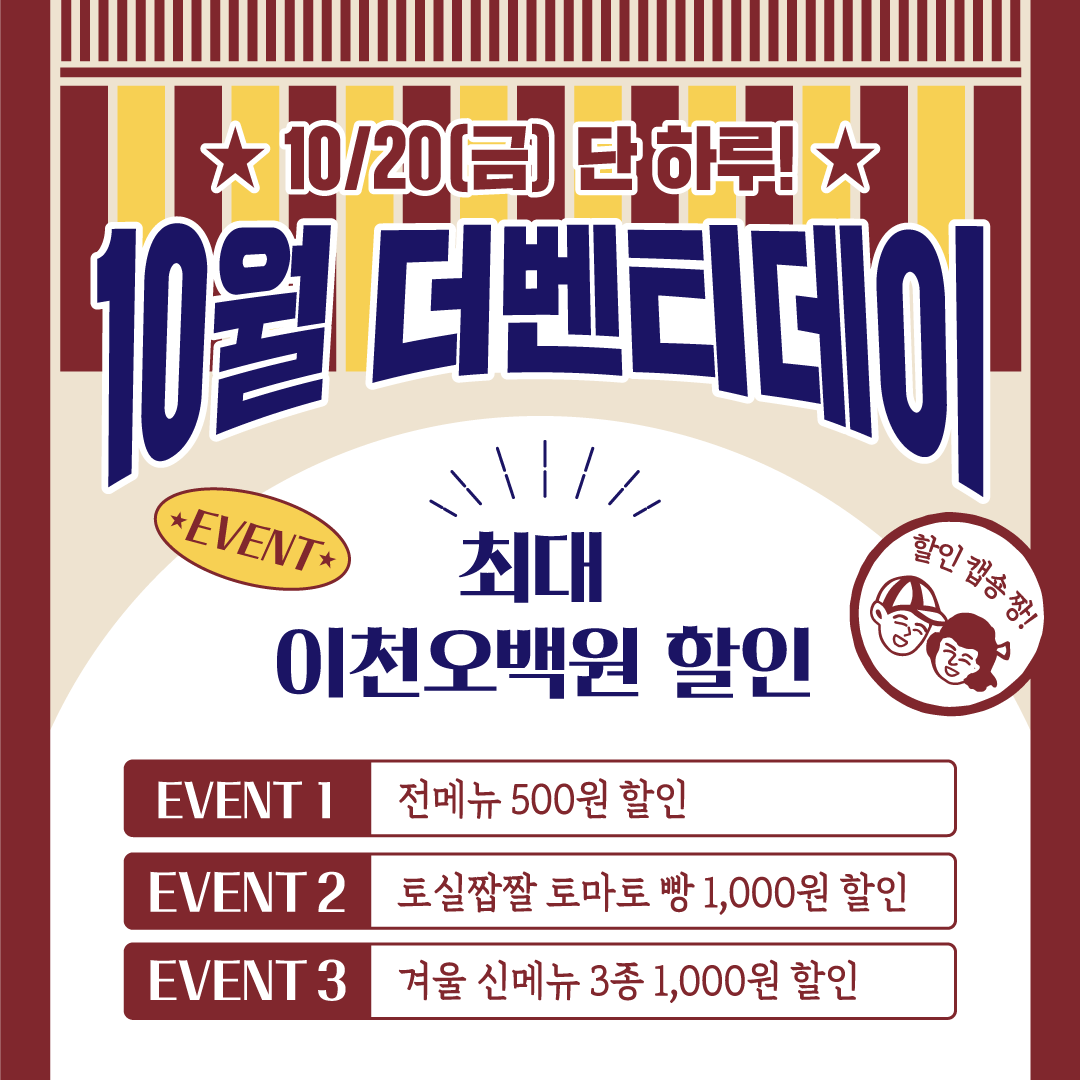 ★ 10/20(금) 단 하루! ★
10월 더벤티데이
★EVENT★
최대
이천오백원 할인
할인 캡숑 짱!
EVENT 1 전메뉴 500원 할인
EVENT 2 토실짭짤 토마토 빵 1,000원 할인
EVENT 3 겨울 신메뉴 3종 1,000원 할인